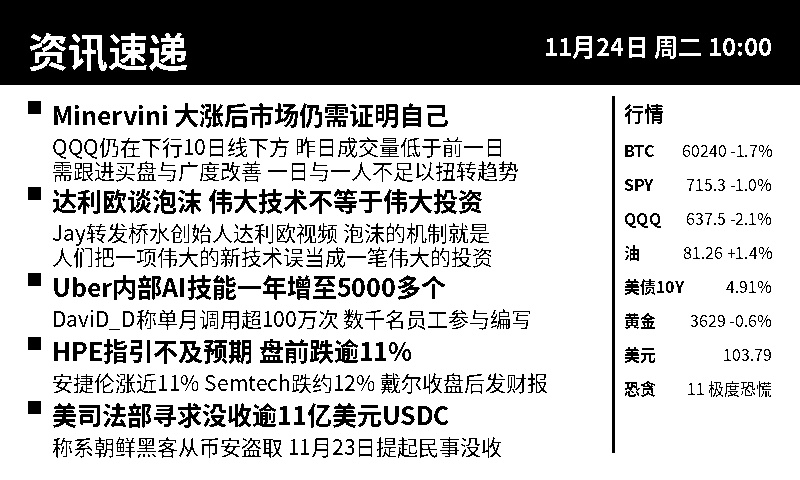 资讯速递
11月24日 周二 10:00
Minervini 大涨后市场仍需证明自己
QQQ仍在下行10日线下方 昨日成交量低于前一日
需跟进买盘与广度改善 一日与一人不足以扭转趋势
达利欧谈泡沫 伟大技术不等于伟大投资
Jay转发桥水创始人达利欧视频 泡沫的机制就是
人们把一项伟大的新技术误当成一笔伟大的投资
Uber内部AI技能一年增至5000多个
DaviD_D称单月调用超100万次 数千名员工参与编写
HPE指引不及预期 盘前跌逾11%
安捷伦涨近11% Semtech跌约12% 戴尔收盘后发财报
美司法部寻求没收逾11亿美元USDC
称系朝鲜黑客从币安盗取 11月23日提起民事没收
行情
BTC 60240 -1.7%
SPY 715.3 -1.0%
QQQ 637.5 -2.1%
油 81.26 +1.4%
美债10Y 4.91%
黄金 3629 -0.6%
美元 103.79
恐贪 11 极度恐慌